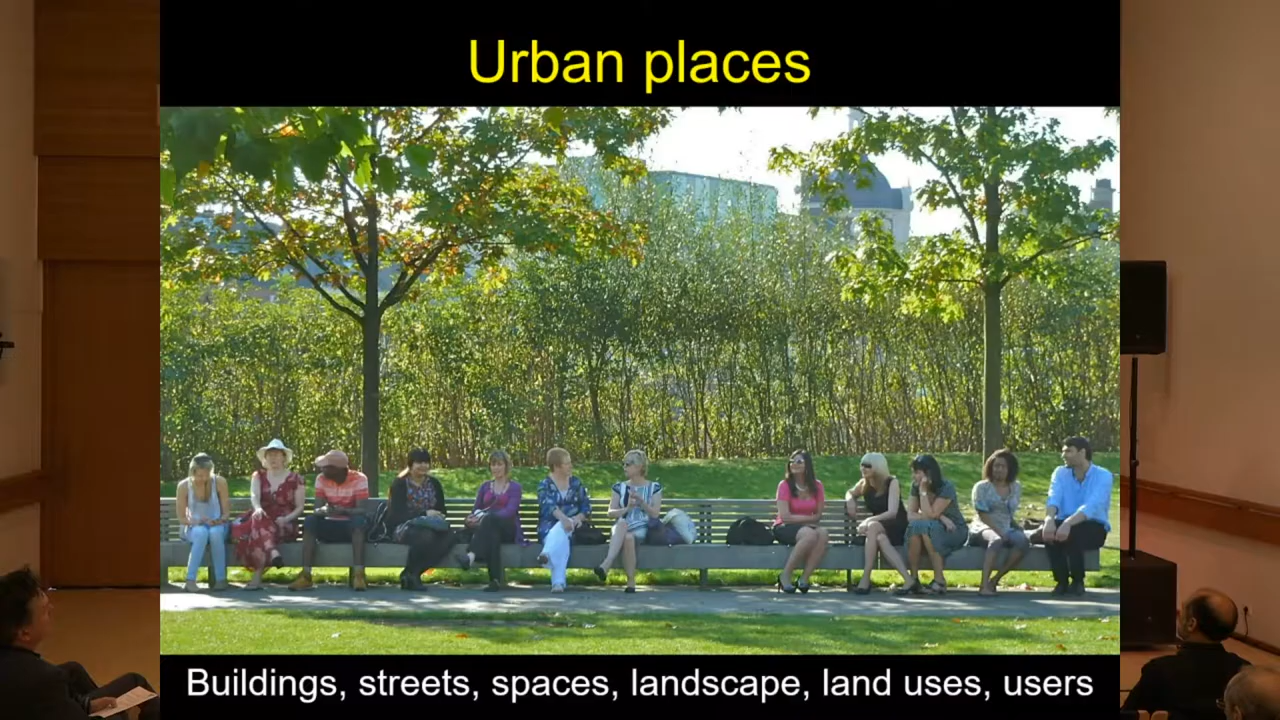 Urban places
Buildings, streets, spaces, landscape, land uses, users